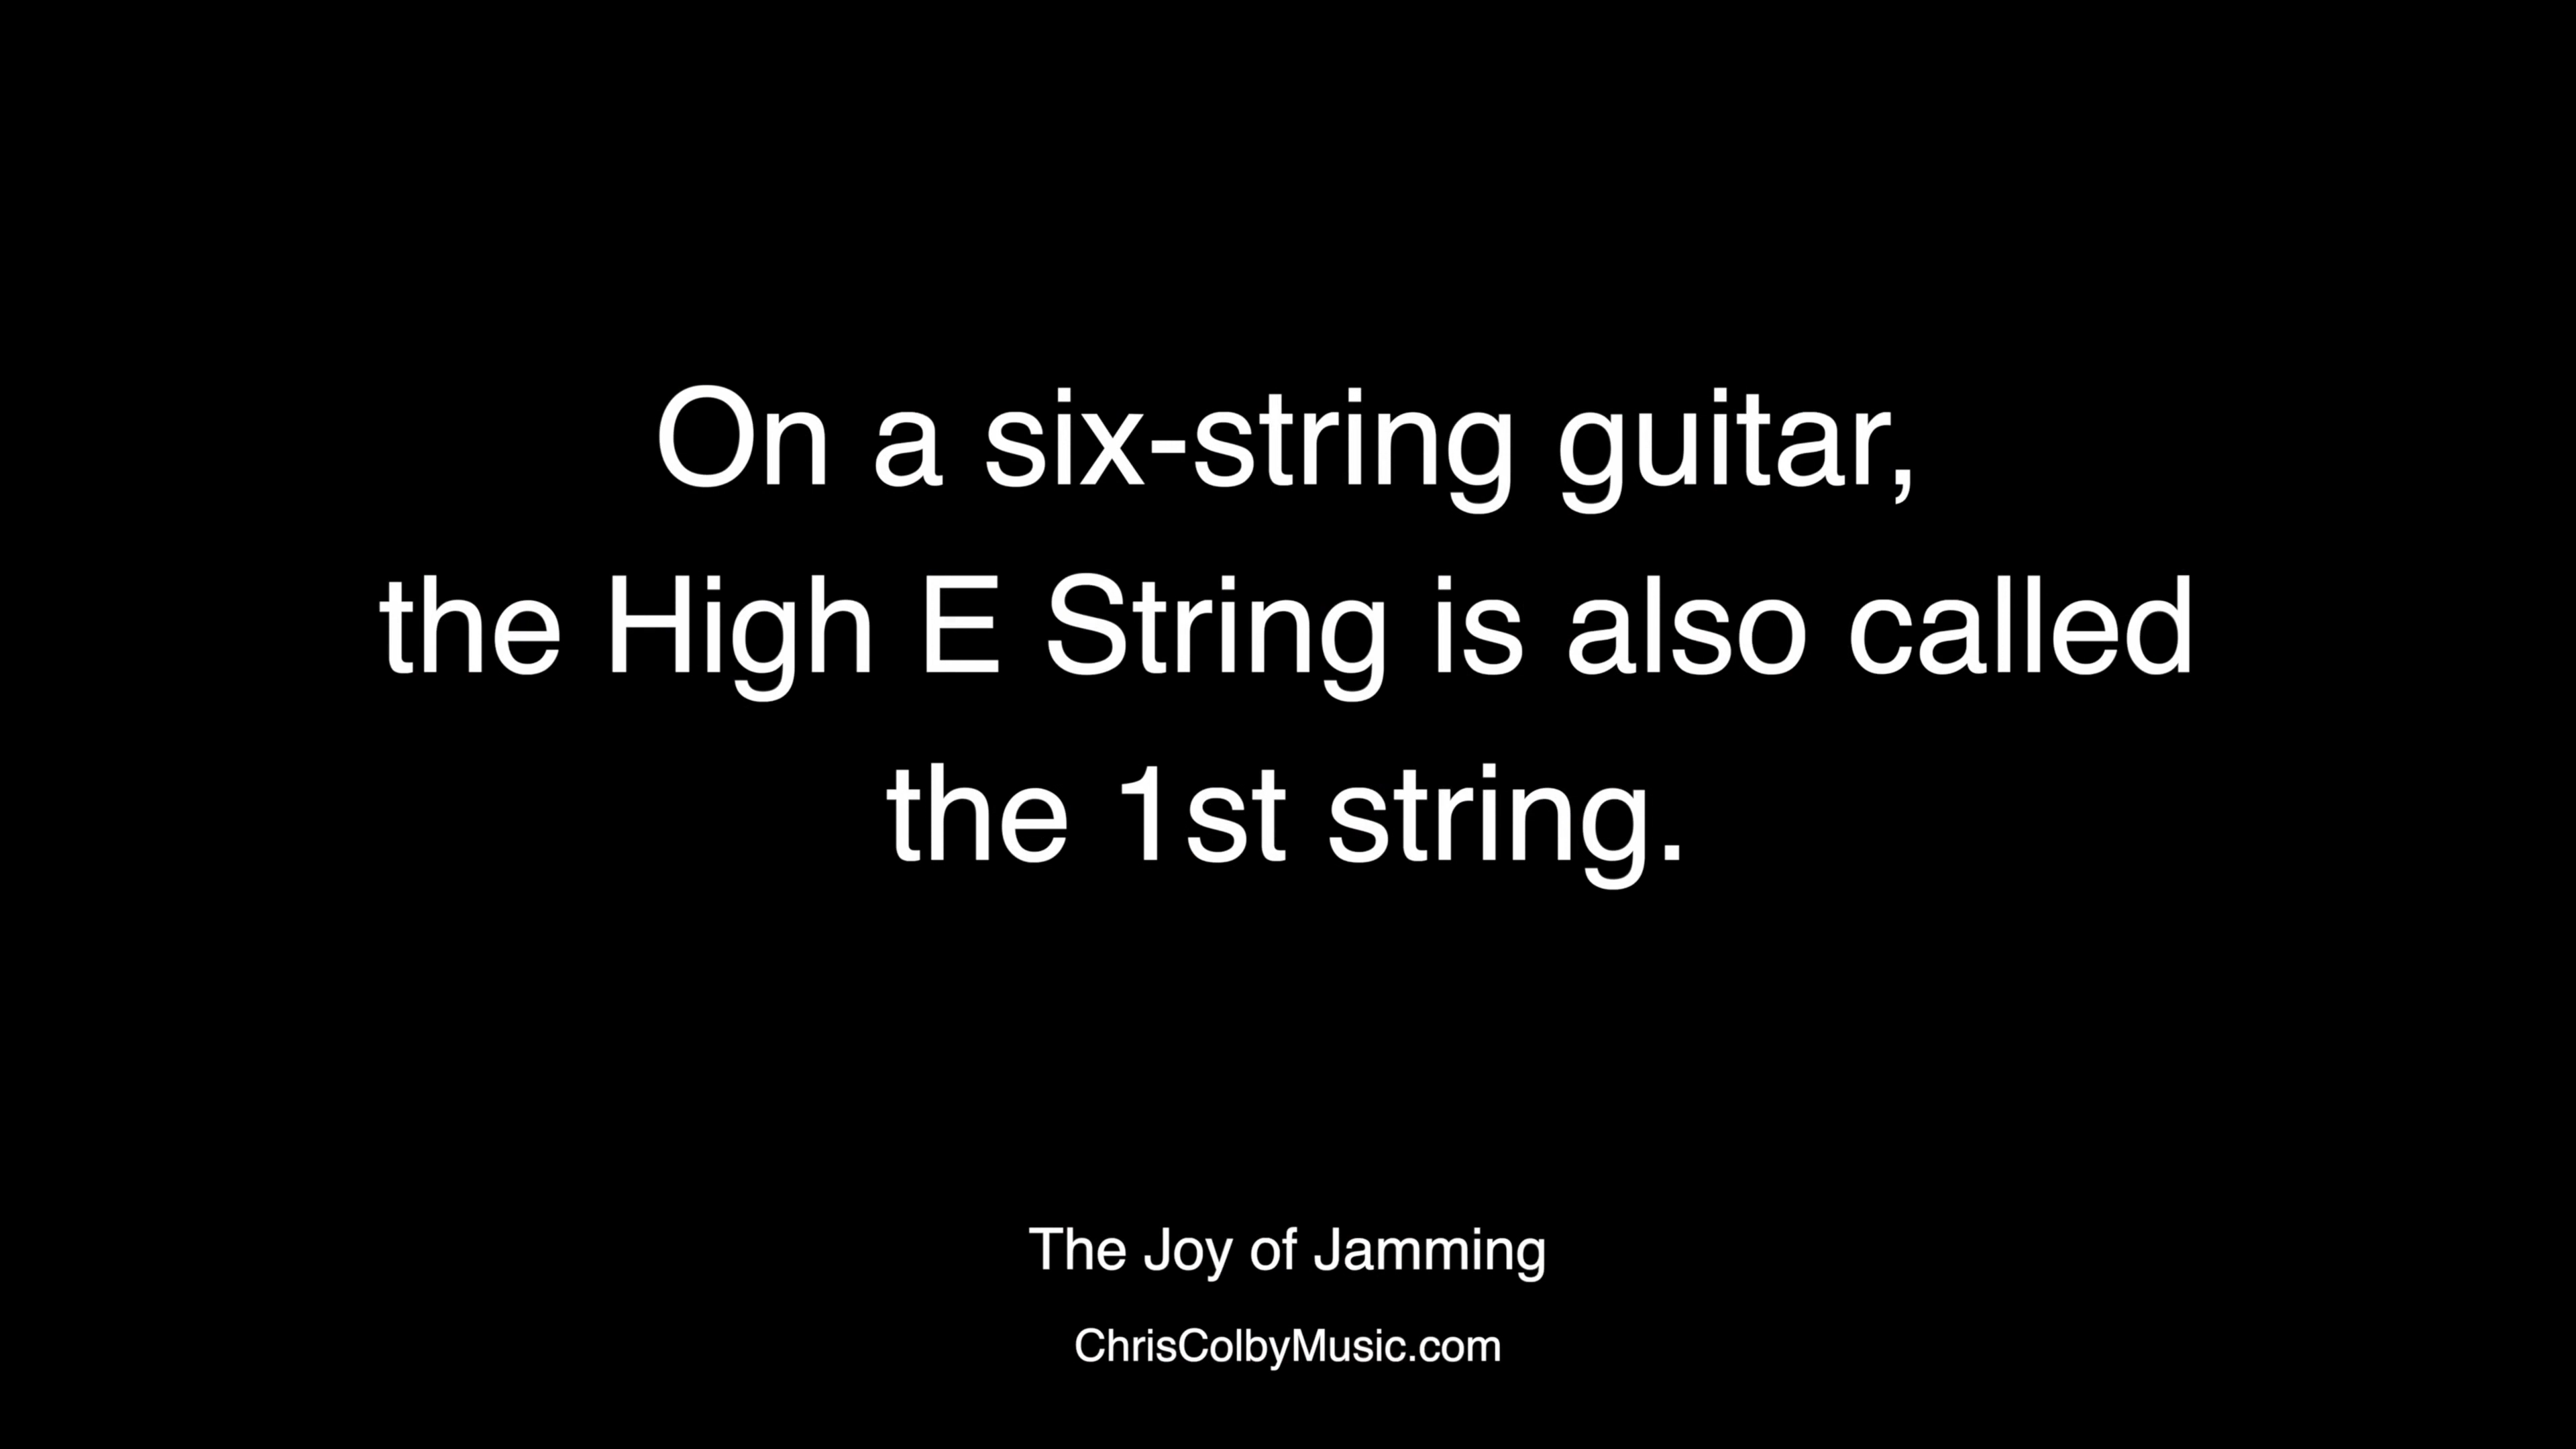 On a six-string guitar,
the High E String is also called
the 1st string.
The Joy of Jamming
ChrisColbyMusic.com